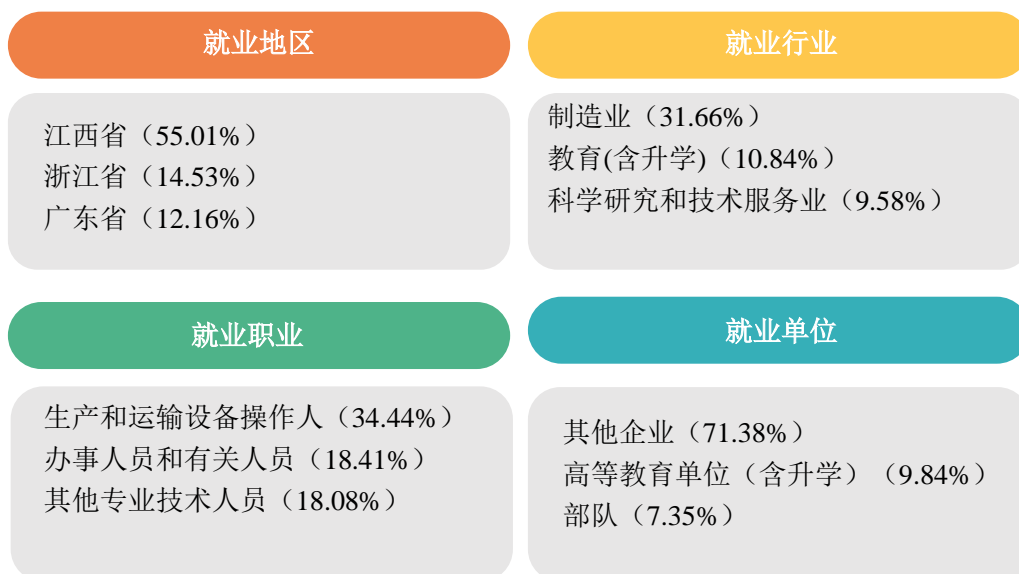 就业地区
江西省（55.01%）
浙江省（14.53%）
广东省（12.16%）
就业行业
制造业（31.66%）
教育(含升学)（10.84%）
科学研究和技术服务业（9.58%）
就业职业
生产和运输设备操作人（34.44%）
办事人员和有关人员（18.41%）
其他专业技术人员（18.08%）
就业单位
其他企业（71.38%）
高等教育单位（含升学）（9.84%）
部队（7.35%）